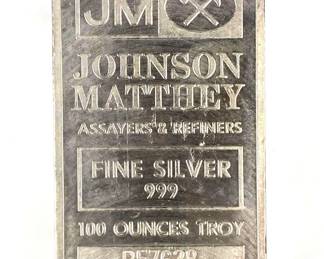 JM
JOHNSON
MATTHEY
ASSAYERS & REFINERS
FINE SILVER
999
100 OUNCES TROY